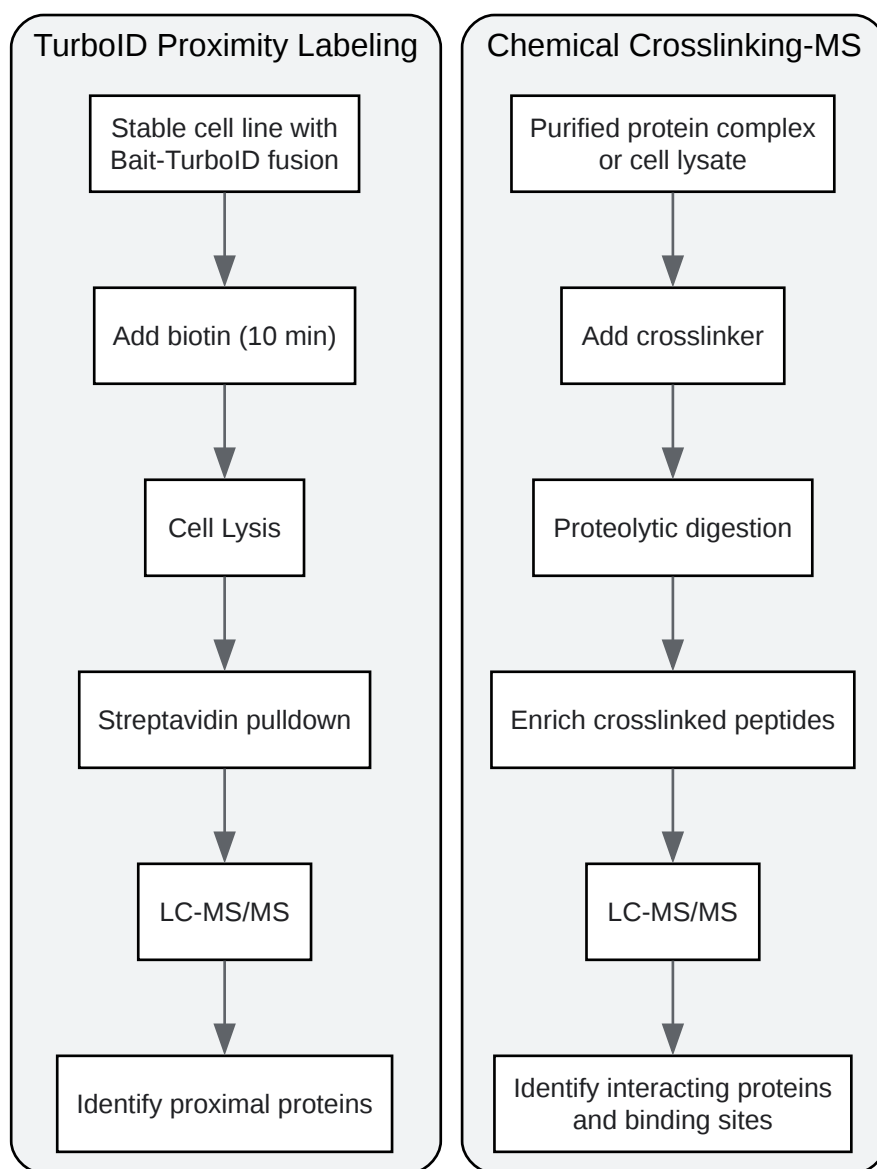 TurboID Proximity Labeling
Stable cell line with
Bait-TurboID fusion
Add biotin (10 min)
Cell Lysis
Streptavidin pulldown
LC-MS/MS
Identify proximal proteins
Chemical Crosslinking-MS
Purified protein complex
or cell lysate
Add crosslinker
Proteolytic digestion
Enrich crosslinked peptides
LC-MS/MS
Identify interacting proteins
and binding sites